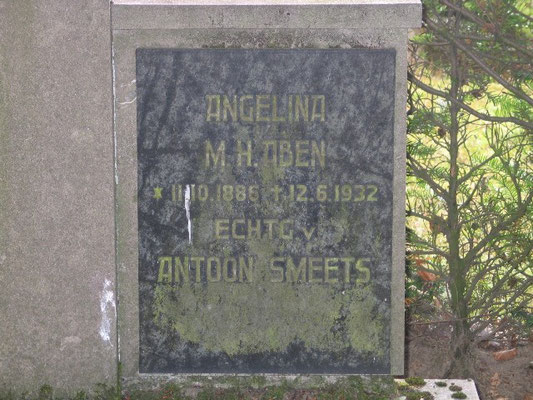 ANGELINA
M.H. ABEN
* 11.10.1886 † 12.6.1932
ECHTG v.
ANTOON SMEETS